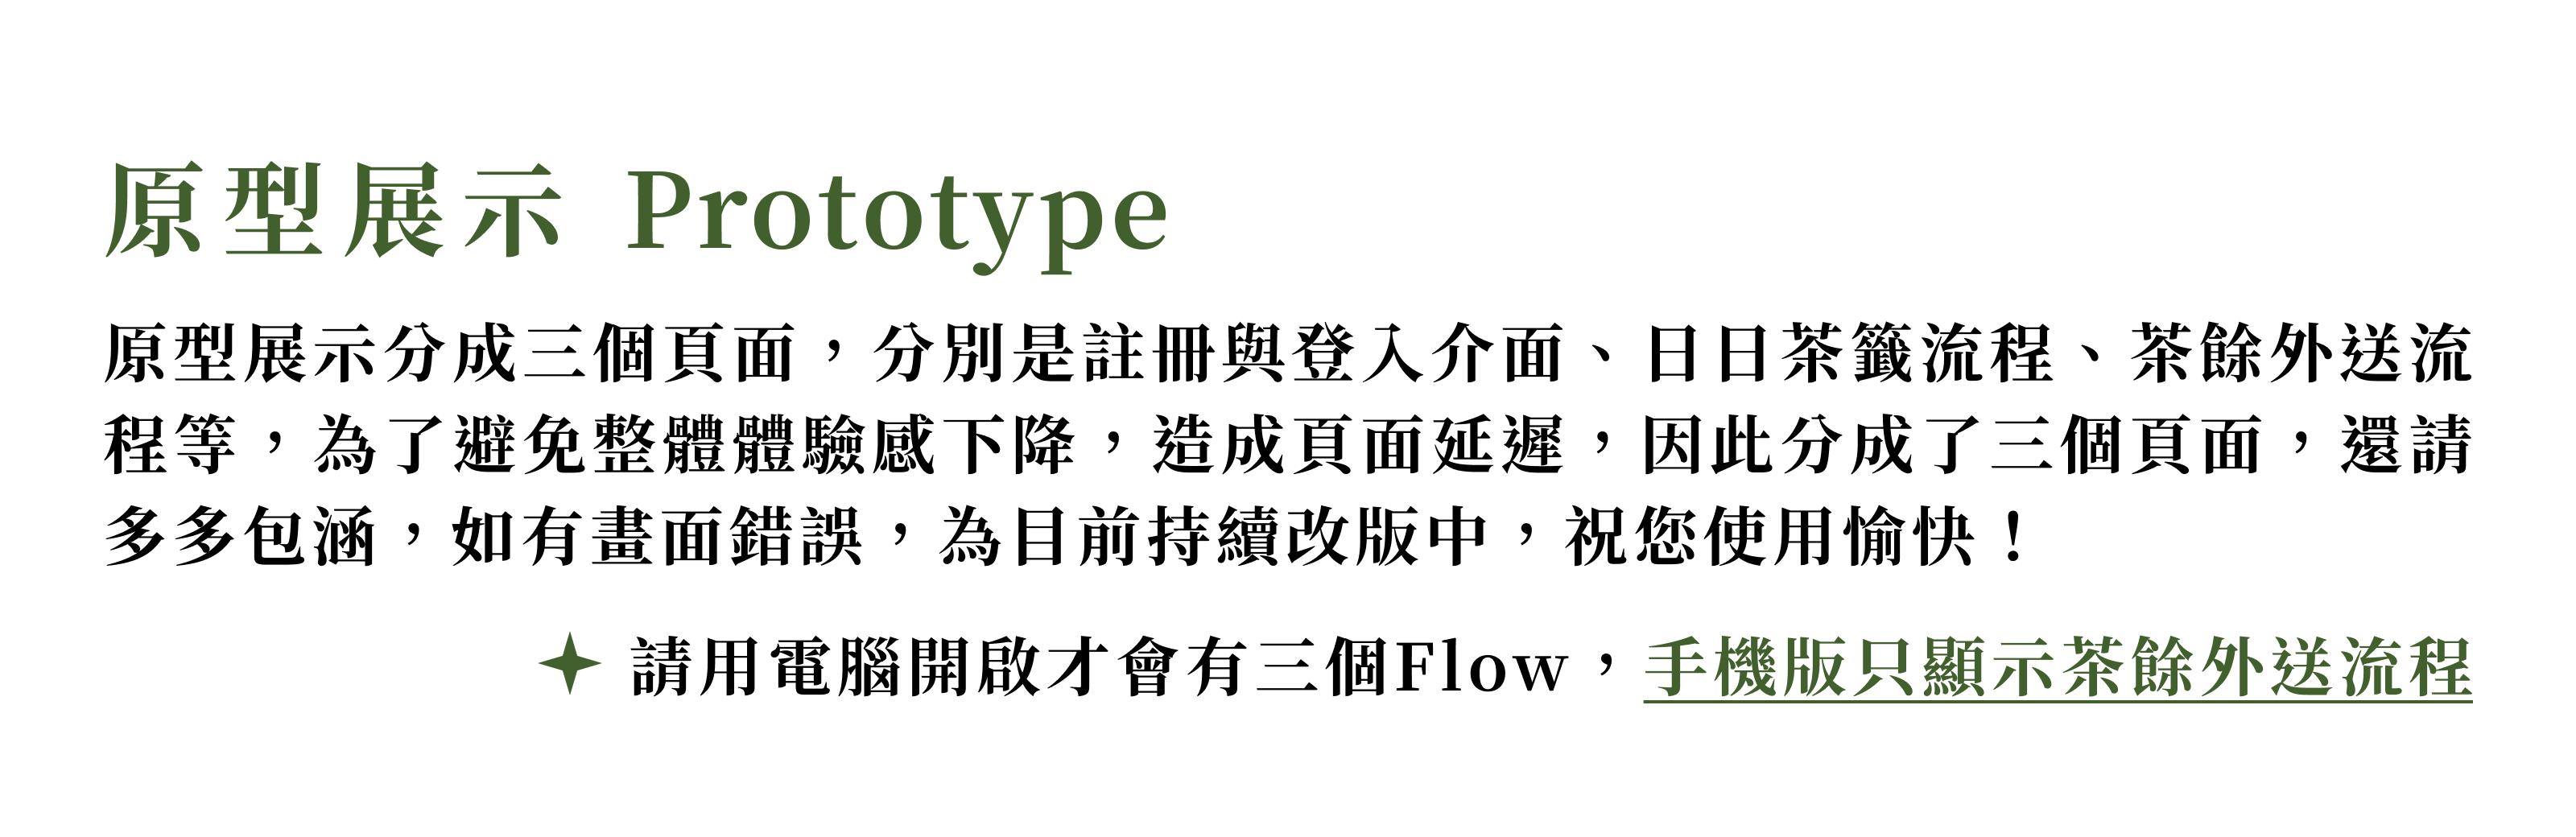 原型展示 Prototype
原型展示分成三個頁面，分別是註冊與登入介面、日日茶籤流程、茶餘外送流
程等，為了避免整體體驗感下降，造成頁面延遲，因此分成了三個頁面，還請
多多包涵，如有畫面錯誤，為目前持續改版中，祝您使用愉快！
請用電腦開啟才會有三個Flow，手機版只顯示茶餘外送流程